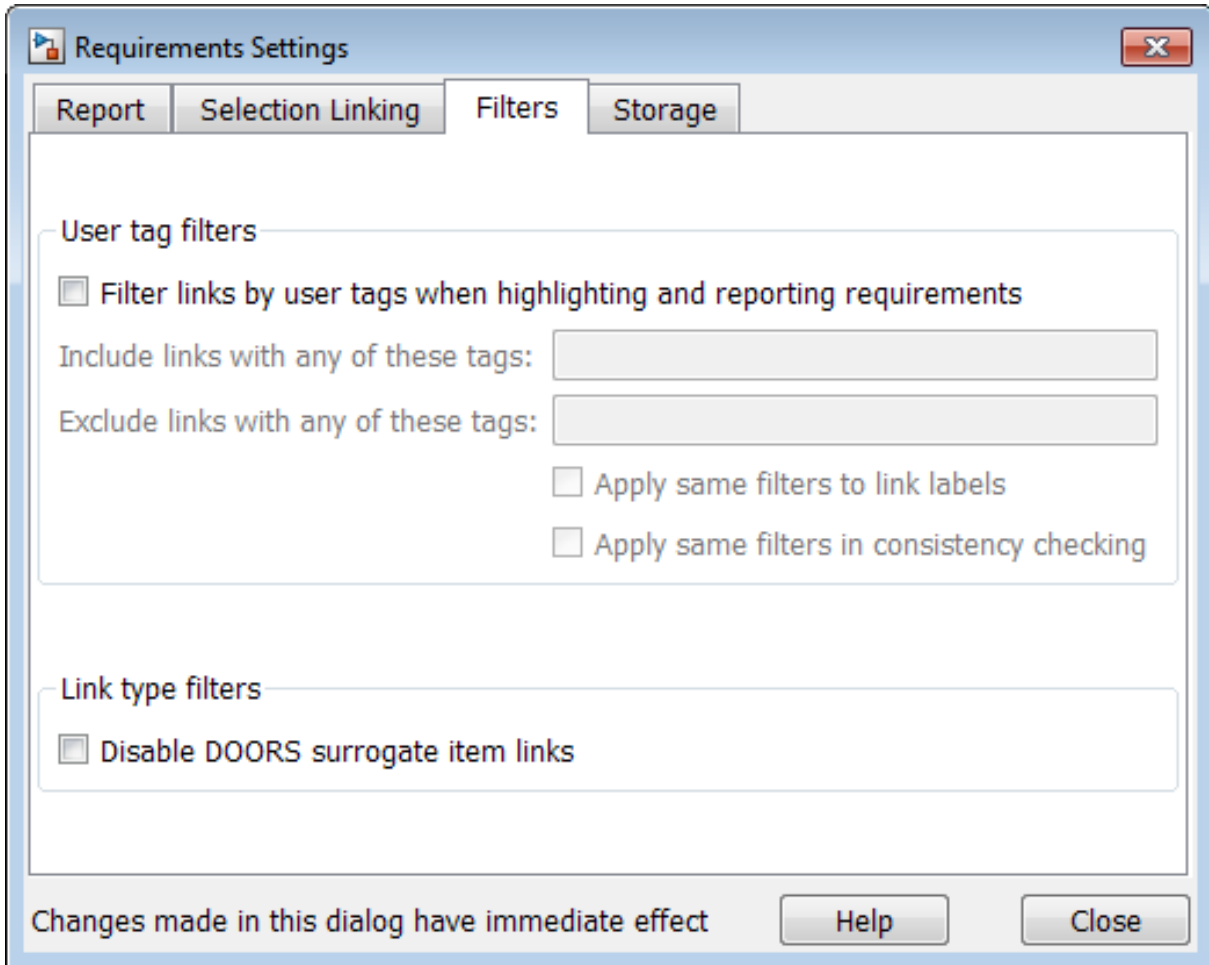 Requirements Settings
Report Selection Linking Filters Storage
User tag filters
Filter links by user tags when highlighting and reporting requirements
Include links with any of these tags:
Exclude links with any of these tags:
Apply same filters to link labels
Apply same filters in consistency checking
Link type filters
Disable DOORS surrogate item links
Changes made in this dialog have immediate effect Help Close